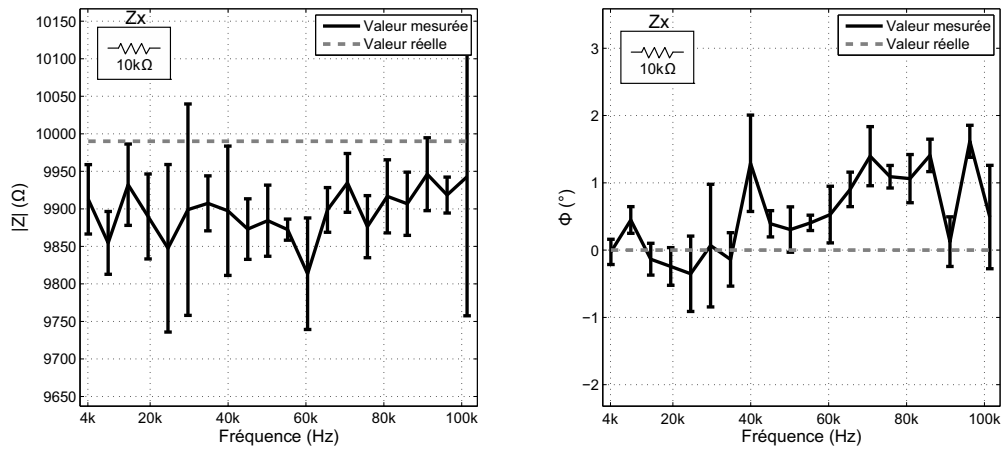 Zx
10kΩ
Valeur mesurée
Valeur réelle
10150
10100
10050
10000
9950
9900
9850
9800
9750
9700
9650
|Z| (Ω)
4k 20k 40k 60k 80k 100k
Fréquence (Hz)
Zx
10kΩ
Valeur mesurée
Valeur réelle
3
2
1
0
−1
−2
Φ (°)
4k 20k 40k 60k 80k 100k
Fréquence (Hz)